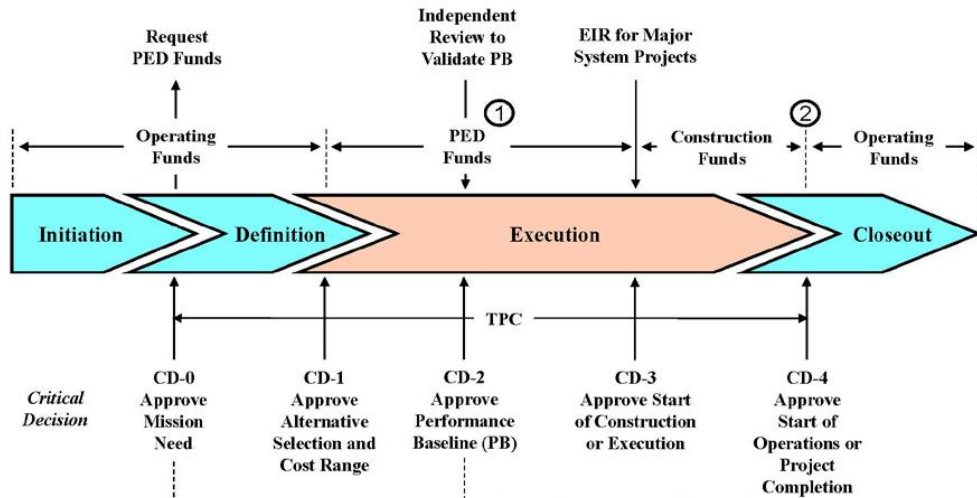 Request
PED Funds
Independent
Review to
Validate PB
EIR for Major
System Projects
1
2
Operating
Funds
PED
Funds
Construction
Funds
Operating
Funds
Initiation
Definition
Execution
Closeout
TPC
Critical
Decision
CD-0
Approve
Mission
Need
CD-1
Approve
Alternative
Selection and
Cost Range
CD-2
Approve
Performance
Baseline (PB)
CD-3
Approve Start
of Construction
or Execution
CD-4
Approve
Start of
Operations or
Project
Completion